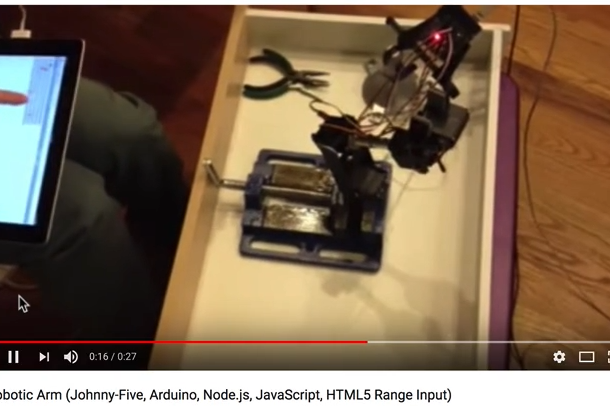 0:16 / 0:27
obotic Arm (Johnny-Five, Arduino, Node.js, JavaScript, HTML5 Range Input)